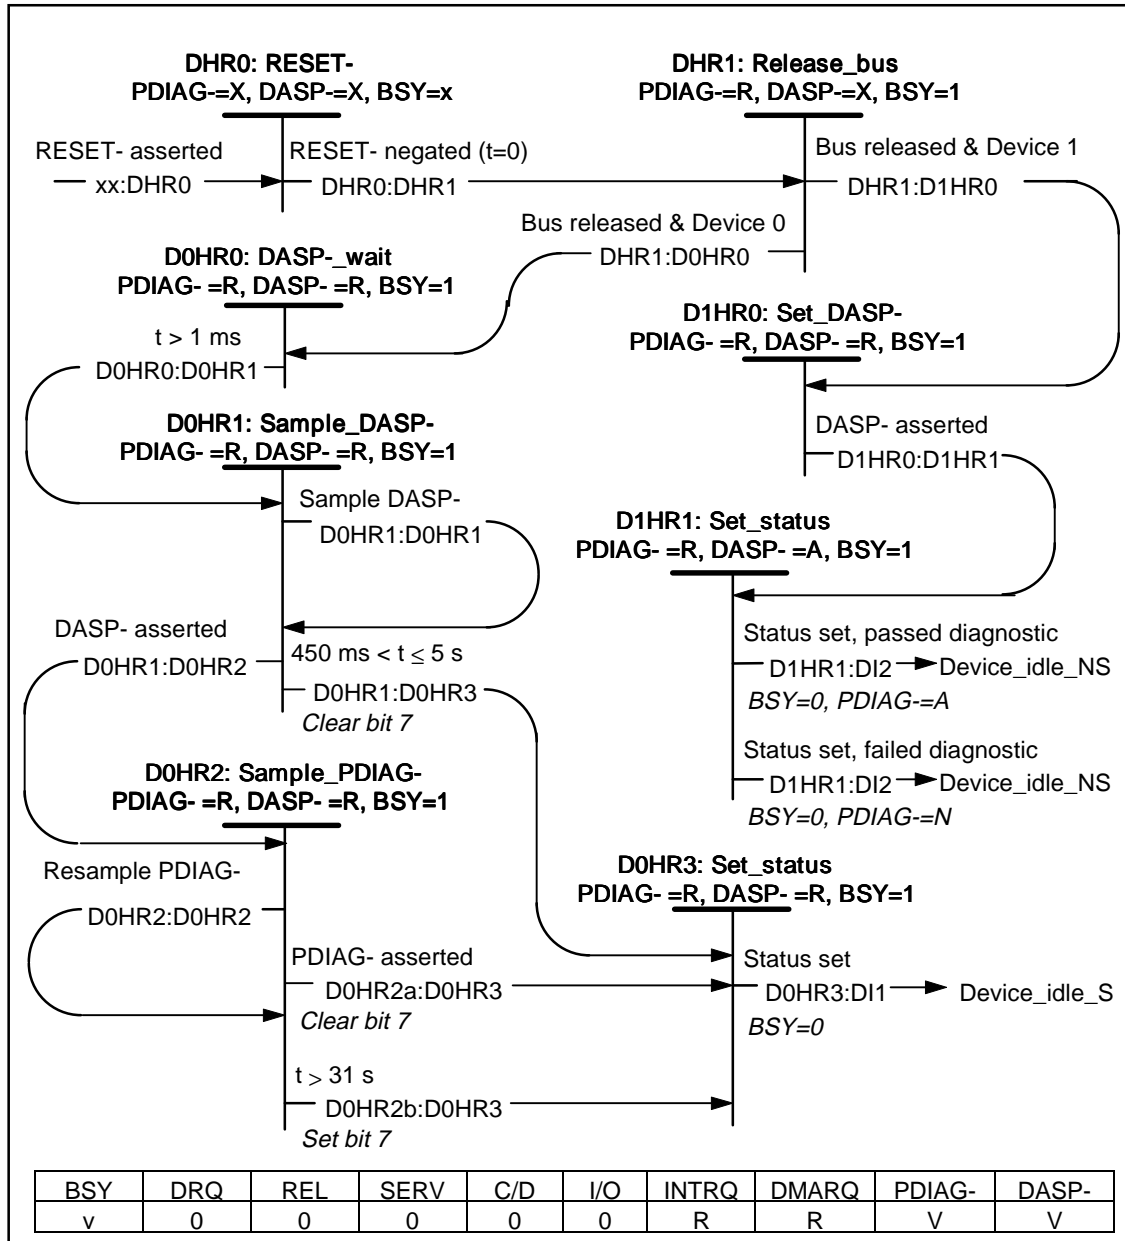 DHR0: RESET-
PDIAG-=X, DASP-=X, BSY=x
RESET- asserted
xx:DHR0
RESET- negated (t=0)
DHR0:DHR1
DHR1: Release_bus
PDIAG-=R, DASP-=X, BSY=1
Bus released & Device 1
DHR1:D1HR0
Bus released & Device 0
DHR1:D0HR0
D0HR0: DASP-_wait
PDIAG- =R, DASP- =R, BSY=1
t > 1 ms
D0HR0:D0HR1
D1HR0: Set_DASP-
PDIAG- =R, DASP- =R, BSY=1
DASP- asserted
D1HR0:D1HR1
D0HR1: Sample_DASP-
PDIAG- =R, DASP- =R, BSY=1
Sample DASP-
D0HR1:D0HR1
DASP- asserted
D0HR1:D0HR2
450 ms < t ≤ 5 s
D0HR1:D0HR3
Clear bit 7
D1HR1: Set_status
PDIAG- =R, DASP- =A, BSY=1
Status set, passed diagnostic
D1HR1:DI2 Device_idle_NS
BSY=0, PDIAG-=A
Status set, failed diagnostic
D1HR1:DI2 Device_idle_NS
BSY=0, PDIAG-=N
D0HR2: Sample_PDIAG-
PDIAG- =R, DASP- =R, BSY=1
Resample PDIAG-
D0HR2:D0HR2
PDIAG- asserted
D0HR2a:D0HR3
Clear bit 7
t > 31 s
D0HR2b:D0HR3
Set bit 7
D0HR3: Set_status
PDIAG- =R, DASP- =R, BSY=1
Status set
D0HR3:DI1 Device_idle_S
BSY=0
BSY DRQ REL SERV C/D I/O INTRQ DMARQ PDIAG- DASP-
v 0 0 0 0 0 R R V V